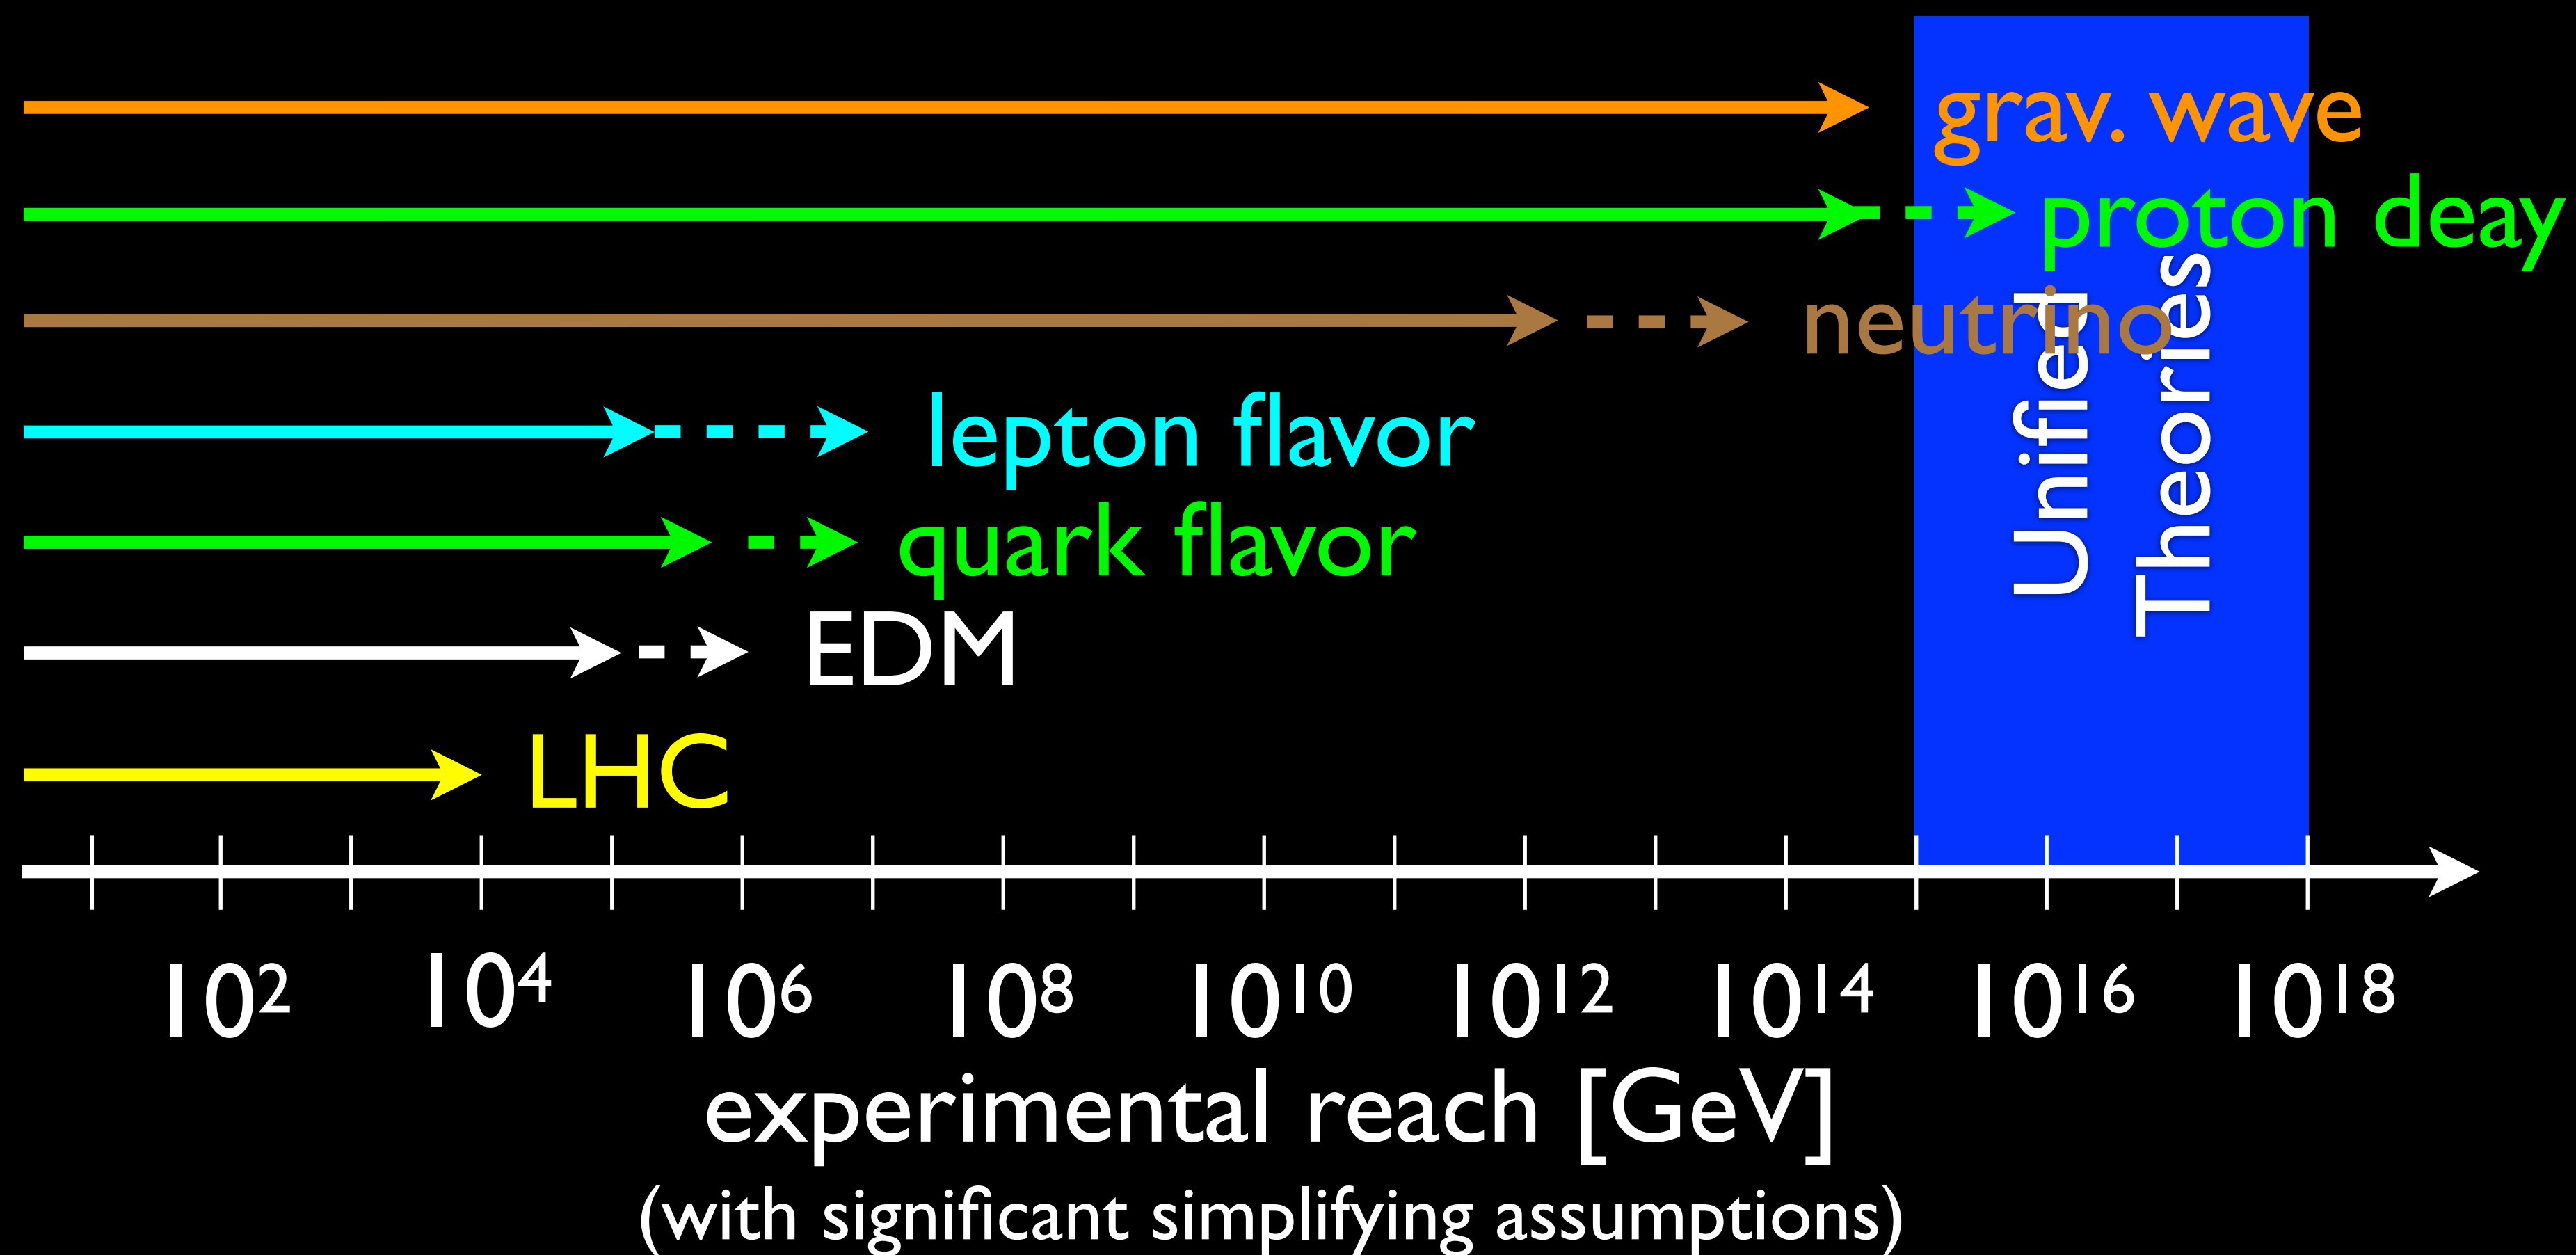 grav. wave
proton deay
neutrino
lepton flavor
quark flavor
EDM
LHC
Unified
Theories
10² 10⁴ 10⁶ 10⁸ 10¹⁰ 10¹² 10¹⁴ 10¹⁶ 10¹⁸
experimental reach [GeV]
(with significant simplifying assumptions)